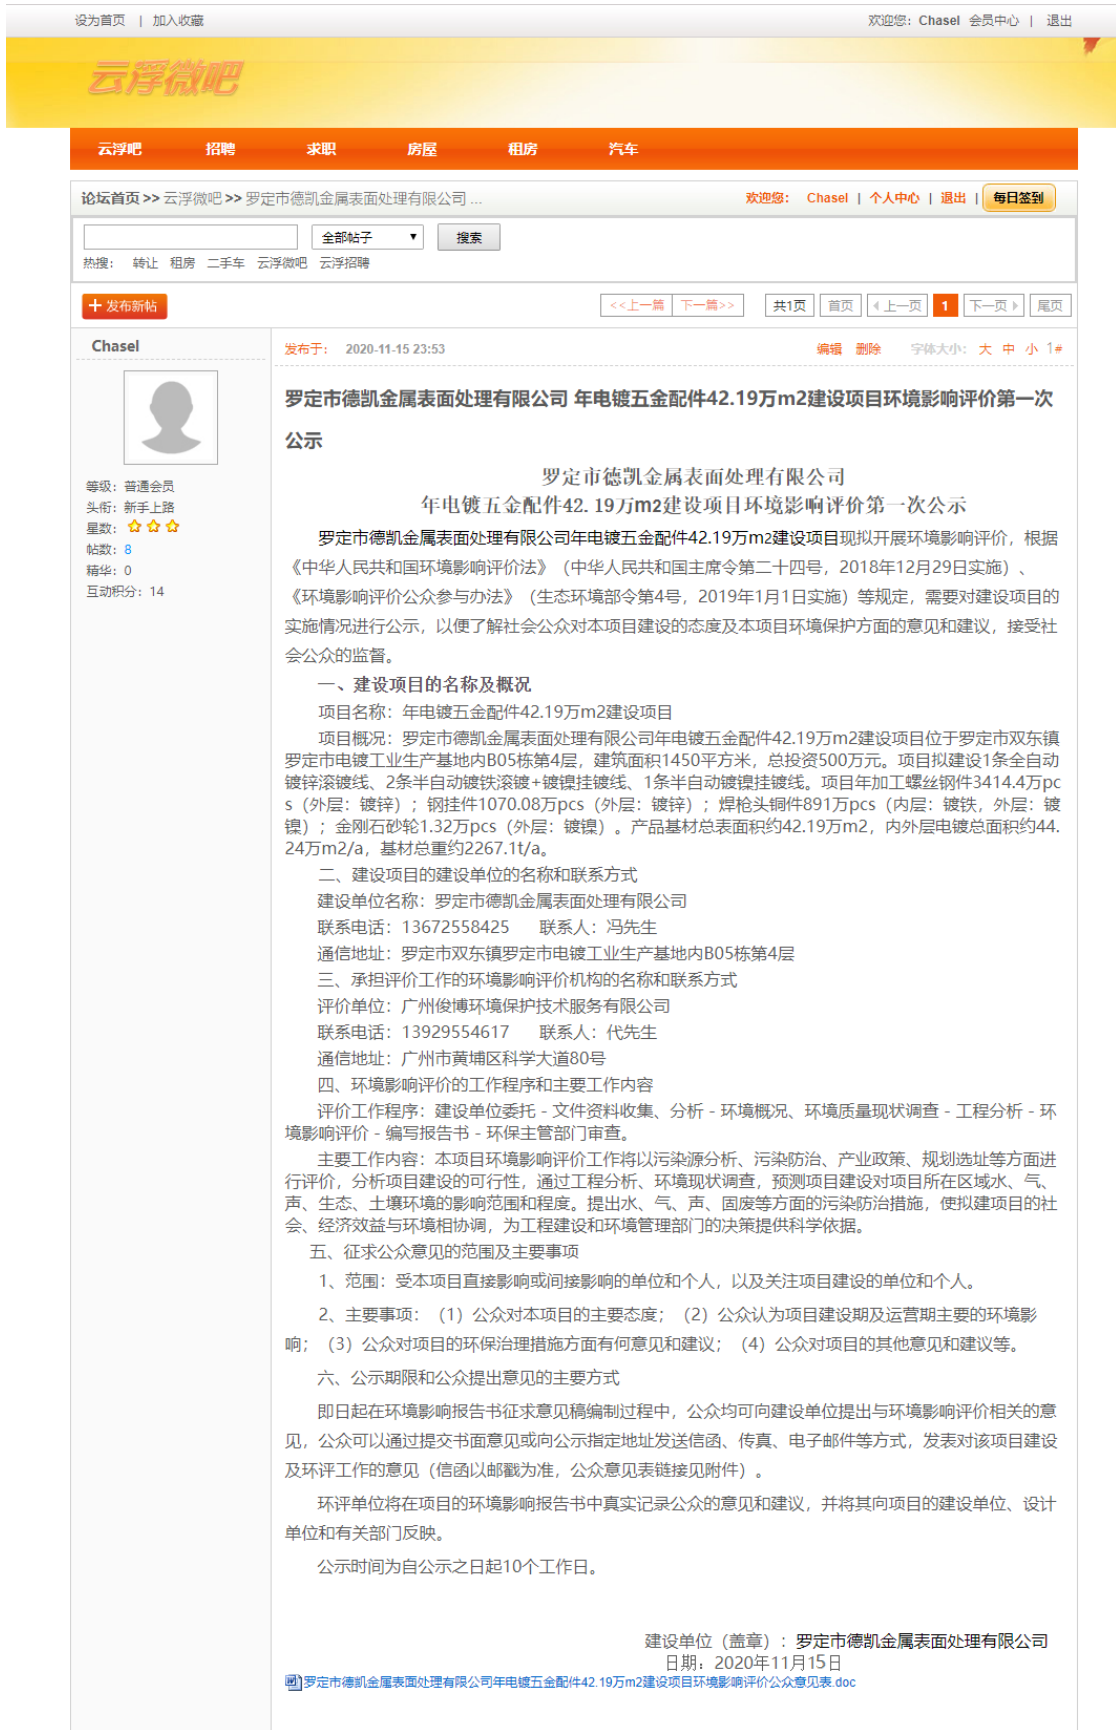 设为首页 | 加入收藏
欢迎您: Chasel 会员中心 | 退出
云浮微吧
云浮吧 招聘 求职 房屋 租房 汽车
论坛首页>> 云浮微吧>> 罗定市德凯金属表面处理有限公司 ...
欢迎您: Chasel | 个人中心 | 退出 | 每日签到
全部帖子 ▼ 搜索
热搜: 转让 租房 二手车 云浮微吧 云浮招聘
+ 发布新帖
<<上一篇 下一篇>> 共1页 首页 上一页 1 下一页 尾页
Chasel
等级: 普通会员
头衔: 新手上路
星数:
帖数: 8
精华: 0
互动积分: 14
发布于: 2020-11-15 23:53
编辑 删除 字体大小: 大 中 小 1#
罗定市德凯金属表面处理有限公司 年电镀五金配件42.19万m2建设项目环境影响评价第一次
公示
罗定市德凯金属表面处理有限公司
年电镀五金配件42.19万m2建设项目环境影响评价第一次公示
罗定市德凯金属表面处理有限公司年电镀五金配件42.19万m2建设项目现拟开展环境影响评价，根据
《中华人民共和国环境影响评价法》（中华人民共和国主席令第二十四号，2018年12月29日实施）、
《环境影响评价公众参与办法》（生态环境部令第4号，2019年1月1日实施）等规定，需要对建设项目的
实施情况进行公示，以便了解社会公众对本项目建设的态度及本项目环境保护方面的意见和建议，接受社
会公众的监督。
一、建设项目的名称及概况
项目名称：年电镀五金配件42.19万m2建设项目
项目概况：罗定市德凯金属表面处理有限公司年电镀五金配件42.19万m2建设项目位于罗定市双东镇
罗定市电镀工业生产基地内B05栋第4层，建筑面积1450平方米，总投资500万元。项目拟建设1条全自动
镀锌滚镀线、2条半自动镀铁滚镀+镀镍挂镀线、1条半自动镀镍挂镀线。项目年加工螺丝钢件3414.4万pc
s（外层：镀锌）；钢挂件1070.08万pcs（外层：镀锌）；焊枪头铜件891万pcs（内层：镀铁，外层：镀
镍）；金刚石砂轮1.32万pcs（外层：镀镍）。产品基材总表面积约42.19万m2，内外层电镀总面积约44.
24万m2/a，基材总重约2267.1t/a。
二、建设项目的建设单位的名称和联系方式
建设单位名称：罗定市德凯金属表面处理有限公司
联系电话：13672558425 联系人：冯先生
通信地址：罗定市双东镇罗定市电镀工业生产基地内B05栋第4层
三、承担评价工作的环境影响评价机构的名称和联系方式
评价单位：广州俊博环境保护技术服务有限公司
联系电话：13929554617 联系人：代先生
通信地址：广州市黄埔区科学大道80号
四、环境影响评价的工作程序和主要工作内容
评价工作程序：建设单位委托 - 文件资料收集、分析 - 环境概况、环境质量现状调查 - 工程分析 - 环
境影响评价 - 编写报告书 - 环保主管部门审查。
主要工作内容：本项目环境影响评价工作将以污染源分析、污染防治、产业政策、规划选址等方面进
行评价，分析项目建设的可行性，通过工程分析、环境现状调查，预测项目建设对项目所在区域水、气、
声、生态、土壤环境的影响范围和程度。提出水、气、声、固废等方面的污染防治措施，使拟建项目的社
会、经济效益与环境相协调，为工程建设和环境管理部门的决策提供科学依据。
五、征求公众意见的范围及主要事项
1、范围：受本项目直接影响或间接影响的单位和个人，以及关注项目建设的单位和个人。
2、主要事项：（1）公众对本项目的主要态度；（2）公众认为项目建设期及运营期主要的环境影
响；（3）公众对项目的环保治理措施方面有何意见和建议；（4）公众对项目的其他意见和建议等。
六、公示期限和公众提出意见的主要方式
即日起在环境影响报告书征求意见稿编制过程中，公众均可向建设单位提出与环境影响评价相关的意
见，公众可以通过提交书面意见或向公示指定地址发送信函、传真、电子邮件等方式，发表对该项目建设
及环评工作的意见（信函以邮戳为准，公众意见表链接见附件）。
环评单位将在项目的环境影响报告书中真实记录公众的意见和建议，并将其向项目的建设单位、设计
单位和有关部门反映。
公示时间为自公示之日起10个工作日。
建设单位（盖章）：罗定市德凯金属表面处理有限公司
日期：2020年11月15日
罗定市德凯金属表面处理有限公司年电镀五金配件42.19万m2建设项目环境影响评价公众意见表.doc